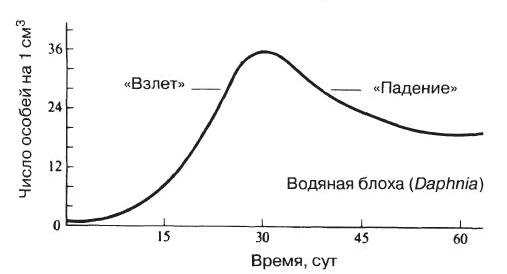 Число особей на 1 см³
36
24
12
0
«Взлет»
«Падение»
Водяная блоха (Daphnia)
15
30
45
60
Время, сут